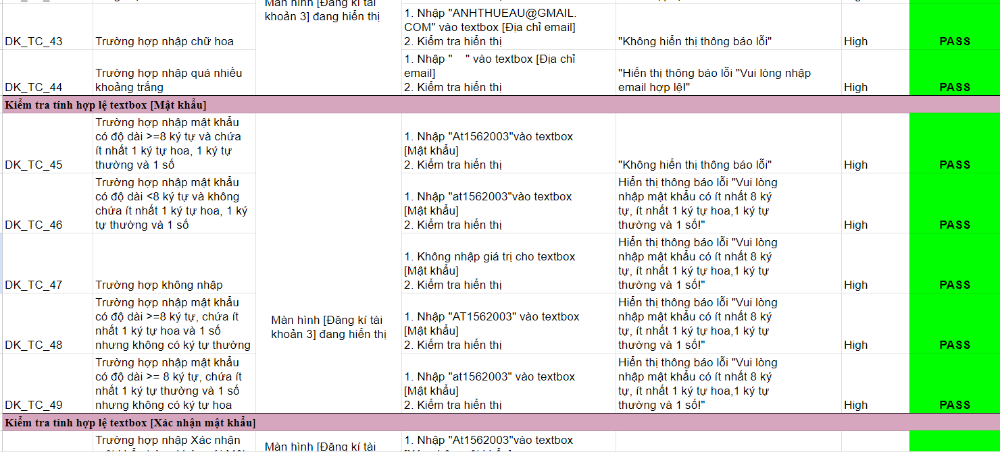 Màn hình [Đăng kí tài
khoản 3] đang hiển thị
High
DK_TC_43
Trường hợp nhập chữ hoa
1. Nhập "ANHTHUEAU@GMAIL.
COM" vào textbox [Địa chỉ email]
2. Kiểm tra hiển thị
"Không hiển thị thông báo lỗi"
High
PASS
DK_TC_44
Trường hợp nhập quá nhiều
khoảng trắng
1. Nhập "    " vào textbox [Địa chỉ
email]
2. Kiểm tra hiển thị
"Hiển thị thông báo lỗi "Vui lòng nhập
email hợp lệ!"
High
PASS
Kiểm tra tính hợp lệ textbox [Mật khẩu]
DK_TC_45
Trường hợp nhập mật khẩu
có độ dài >=8 ký tự và chứa
ít nhất 1 ký tự hoa, 1 ký tự
thường và 1 số
1. Nhập "At1562003"vào textbox
[Mật khẩu]
2. Kiểm tra hiển thị
"Không hiển thị thông báo lỗi"
High
PASS
DK_TC_46
Trường hợp nhập mật khẩu
có độ dài <8 ký tự và không
chứa ít nhất 1 ký tự hoa, 1 ký
tự thường và 1 số
1. Nhập "at1562003"vào textbox
[Mật khẩu]
2. Kiểm tra hiển thị
Hiển thị thông báo lỗi "Vui lòng
nhập mật khẩu có ít nhất 8 ký
tự, ít nhất 1 ký tự hoa,1 ký tự
thường và 1 số!"
High
PASS
DK_TC_47
Trường hợp không nhập
1. Không nhập giá trị cho textbox
[Mật khẩu]
2. Kiểm tra hiển thị
Hiển thị thông báo lỗi "Vui lòng
nhập mật khẩu có ít nhất 8 ký
tự, ít nhất 1 ký tự hoa,1 ký tự
thường và 1 số!"
High
PASS
DK_TC_48
Trường hợp nhập mật khẩu
có độ dài >=8 ký tự, chứa ít
nhất 1 ký tự hoa và 1 số
nhưng không có ký tự thường
Màn hình [Đăng kí tài
khoản 3] đang hiển thị
1. Nhập "AT1562003" vào textbox
[Mật khẩu]
2. Kiểm tra hiển thị
Hiển thị thông báo lỗi "Vui lòng
nhập mật khẩu có ít nhất 8 ký
tự, ít nhất 1 ký tự hoa,1 ký tự
thường và 1 số!"
High
PASS
DK_TC_49
Trường hợp nhập mật khẩu
có độ dài >= 8 ký tự, chứa ít
nhất 1 ký tự thường và 1 số
nhưng không có ký tự hoa
1. Nhập "at1562003" vào textbox
[Mật khẩu]
2. Kiểm tra hiển thị
Hiển thị thông báo lỗi "Vui lòng
nhập mật khẩu có ít nhất 8 ký
tự, ít nhất 1 ký tự hoa,1 ký tự
thường và 1 số!"
High
PASS
Kiểm tra tính hợp lệ textbox [Xác nhận mật khẩu]
Trường hợp nhập Xác nhận
Màn hình [Đăng kí tài
1. Nhập "At1562003"vào textbox